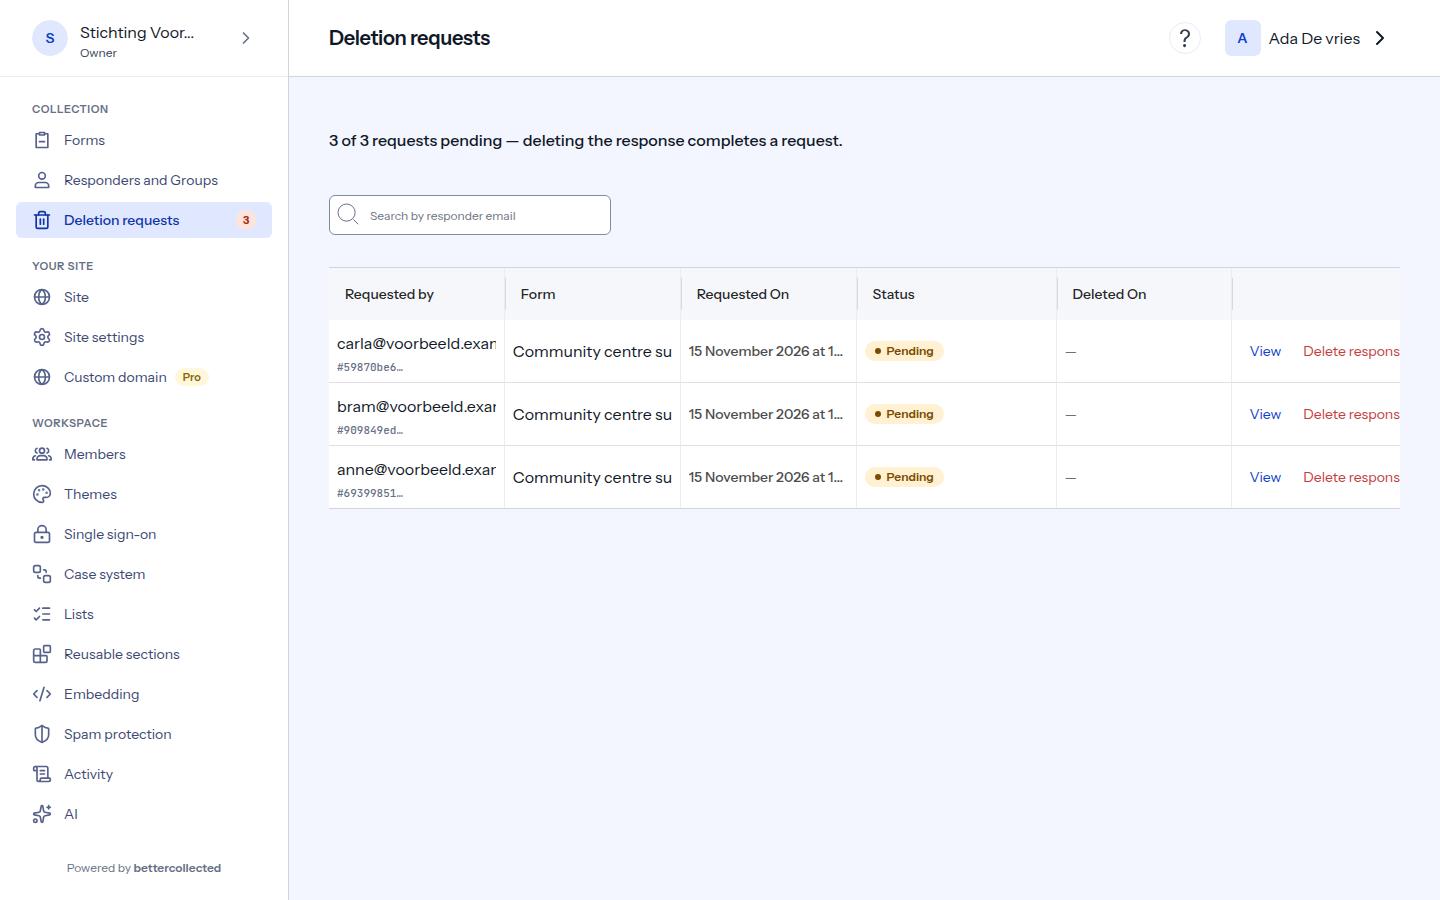 S
Stichting Voor...
Owner
COLLECTION
Forms
Responders and Groups
Deletion requests 3
YOUR SITE
Site
Site settings
Custom domain Pro
WORKSPACE
Members
Themes
Single sign-on
Case system
Lists
Reusable sections
Embedding
Spam protection
Activity
AI
Powered by bettercollected
Deletion requests
?
A
Ada De vries
3 of 3 requests pending — deleting the response completes a request.
Search by responder email
Requested by Form Requested On Status Deleted On
carla@voorbeeld.exam
#59870be6…
Community centre su 15 November 2026 at 1... Pending — View Delete respons
bram@voorbeeld.exam
#909849ed…
Community centre su 15 November 2026 at 1... Pending — View Delete respons
anne@voorbeeld.exam
#69399851…
Community centre su 15 November 2026 at 1... Pending — View Delete respons